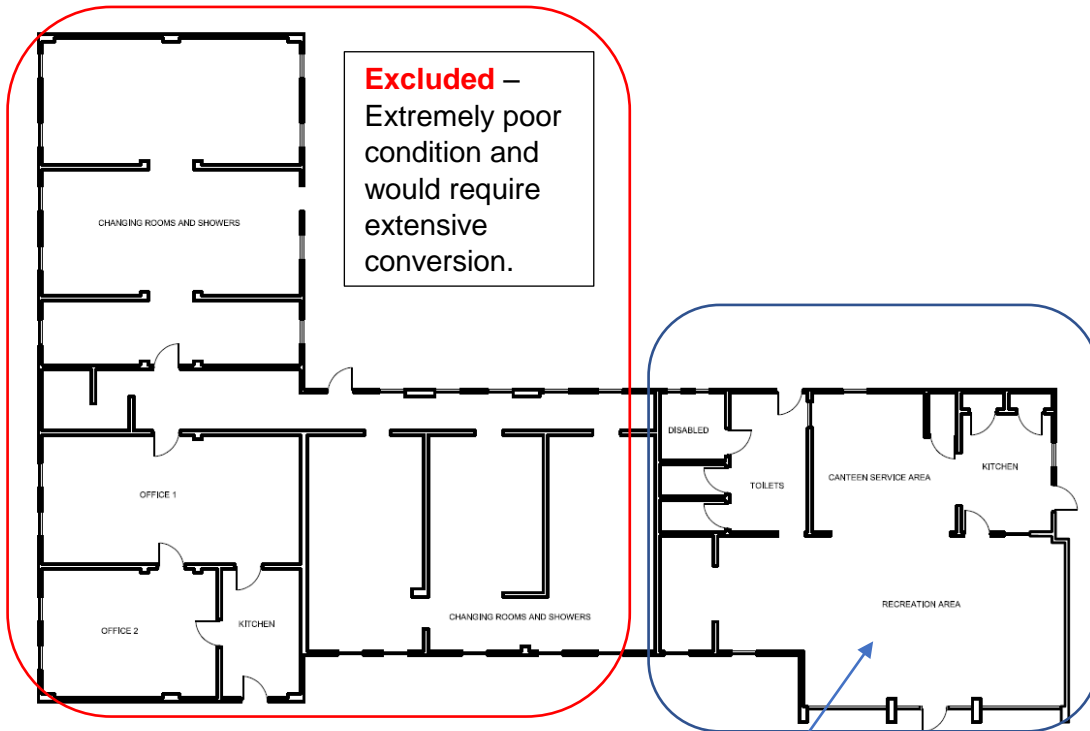 Excluded –
Extremely poor
condition and
would require
extensive
conversion.
CHANGING ROOMS AND SHOWERS
DISABLED
TOILETS
CANTEEN SERVICE AREA
KITCHEN
OFFICE 1
OFFICE 2
KITCHEN
CHANGING ROOMS AND SHOWERS
RECREATION AREA